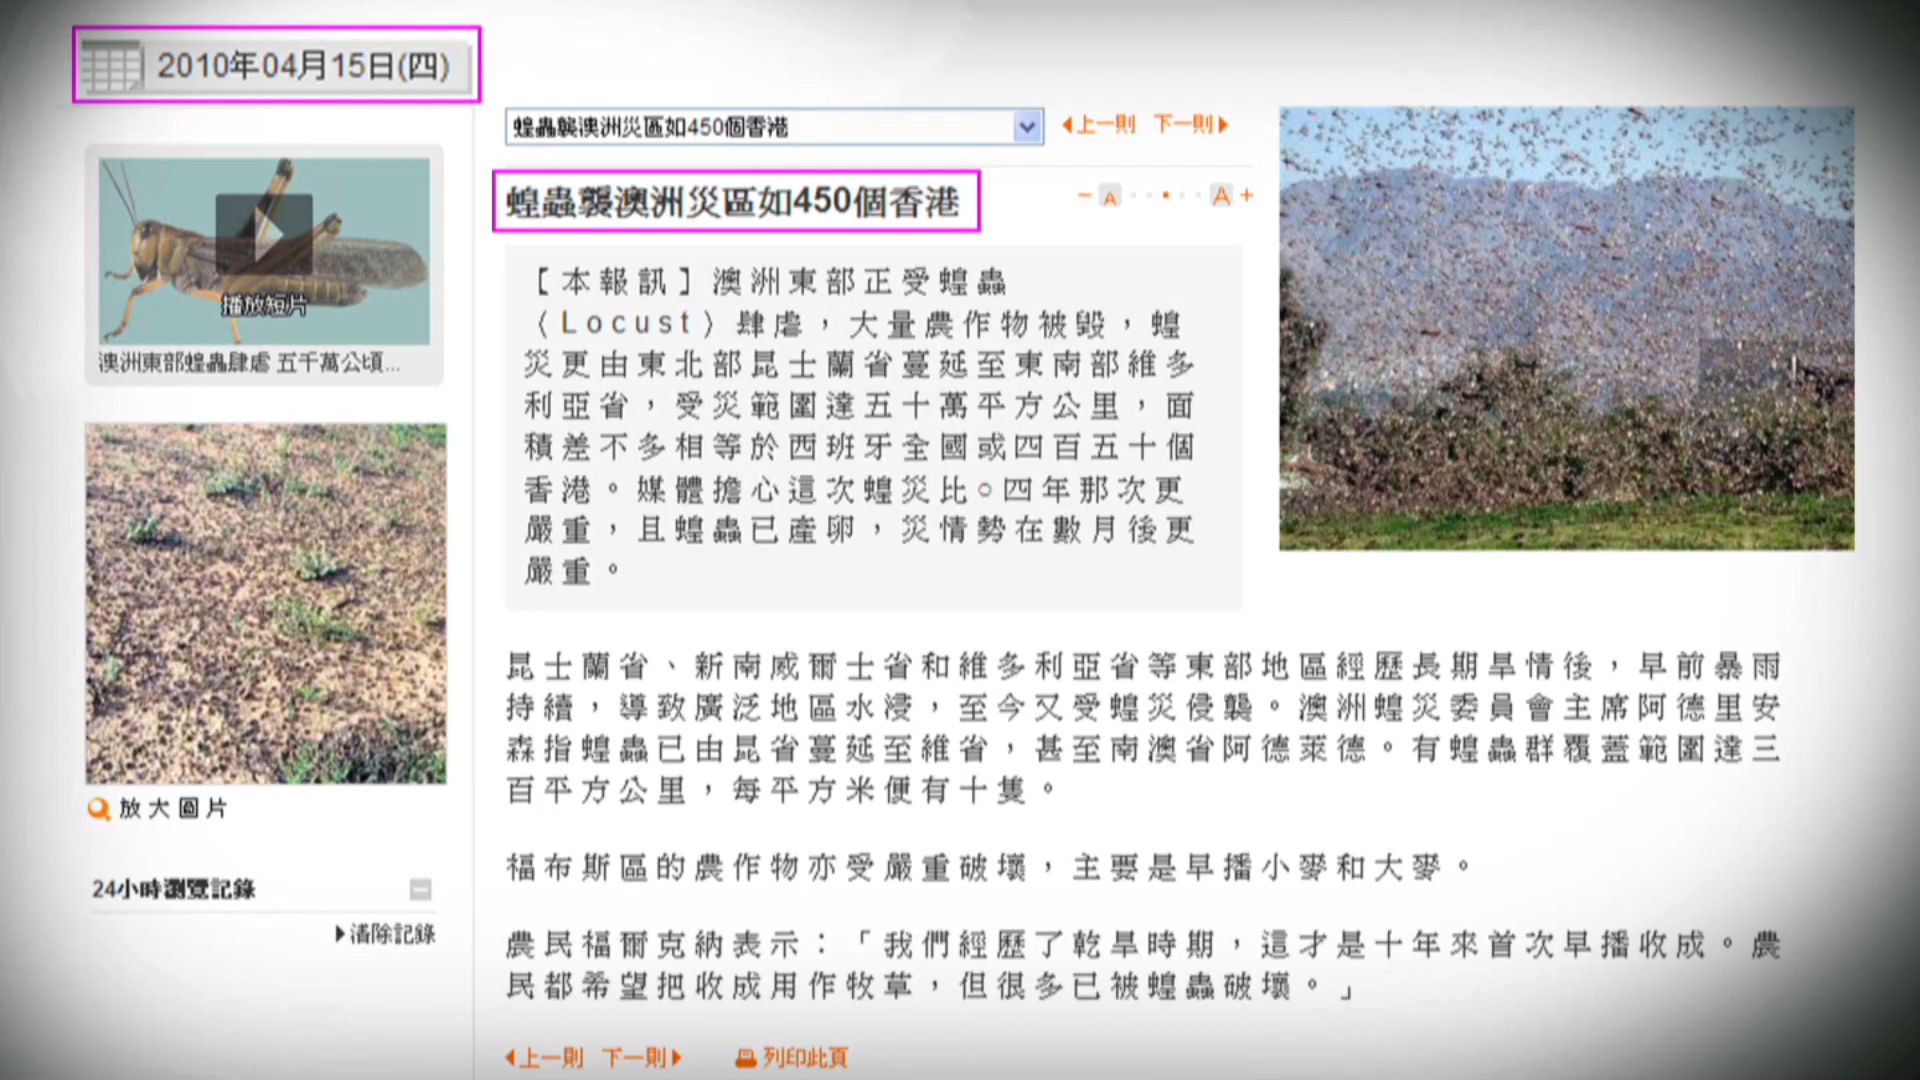 2010年04月15日(四)
蝗蟲襲澳洲災區如450個香港
上一則 下一則
蝗蟲襲澳洲災區如450個香港
- A A +
播放短片
澳洲東部蝗蟲肆虐 五千萬公頃...
【本報訊】澳洲東部正受蝗蟲
（Locust）肆虐，大量農作物被毀，蝗
災更由東北部昆士蘭省蔓延至東南部維多
利亞省，受災範圍達五十萬平方公里，面
積差不多相等於西班牙全國或四百五十個
香港。媒體擔心這次蝗災比○四年那次更
嚴重，且蝗蟲已產卵，災情勢在數月後更
嚴重。
昆士蘭省、新南威爾士省和維多利亞省等東部地區經歷長期旱情後，早前暴雨
持續，導致廣泛地區水浸，至今又受蝗災侵襲。澳洲蝗災委員會主席阿德里安
森指蝗蟲已由昆省蔓延至維省，甚至南澳省阿德萊德。有蝗蟲群覆蓋範圍達三
百平方公里，每平方米便有十隻。
放大圖片
福布斯區的農作物亦受嚴重破壞，主要是早播小麥和大麥。
24小時瀏覽記錄
清除記錄
農民福爾克納表示：「我們經歷了乾旱時期，這才是十年來首次早播收成。農
民都希望把收成用作牧草，但很多已被蝗蟲破壞。」
上一則 下一則 列印此頁